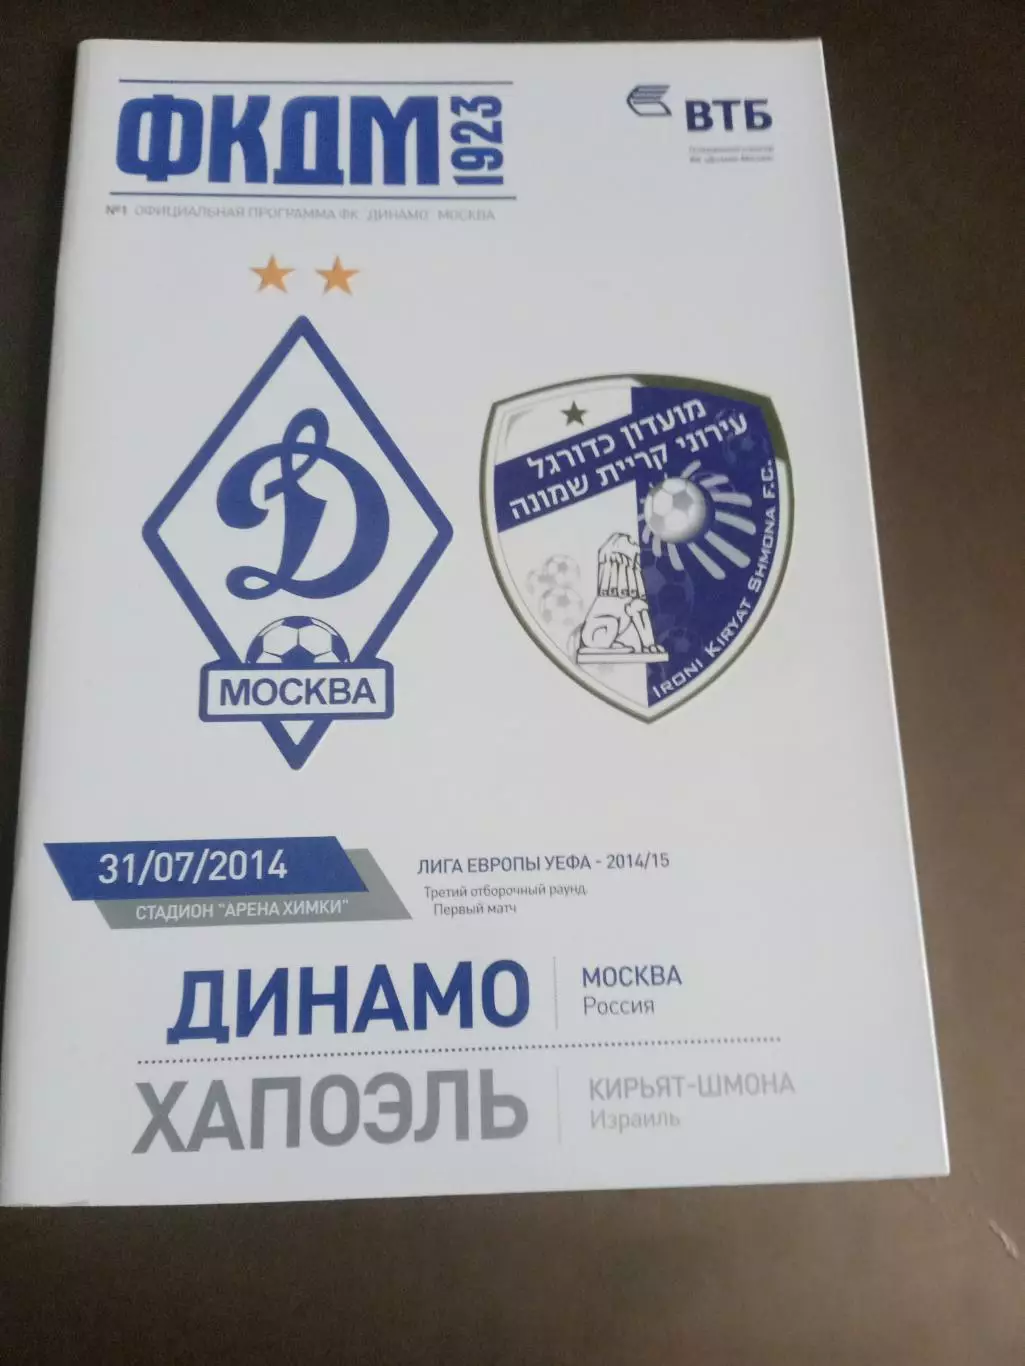 ФКДМ
1923
ВТБ
№1 ОФИЦИАЛЬНАЯ ПРОГРАММА ФК ДИНАМО МОСКВА
МОСКВА
מועדון כדורגל
עירוני קריית שמונה
IRONI KIRYAT SHMONA F.C.
31/07/2014
СТАДИОН "АРЕНА ХИМКИ"
ЛИГА ЕВРОПЫ УЕФА - 2014/15
Третий отборочный раунд
Первый матч
ДИНАМО
МОСКВА
Россия
ХАПОЭЛЬ
КИРЬЯТ-ШМОНА
Израиль